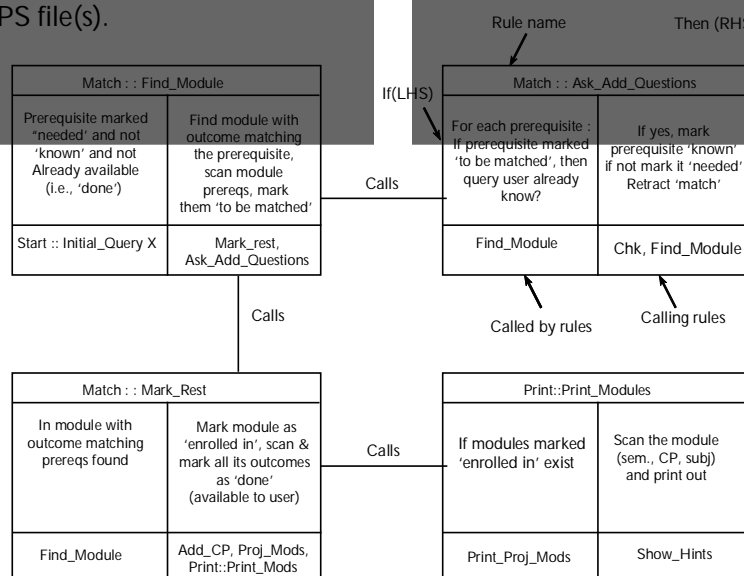 PS file(s).
Rule name
Then (RHS
If(LHS)
Match : : Find_Module
Prerequisite marked
“needed’ and not
‘known’ and not
Already available
(i.e., ‘done’)
Find module with
outcome matching
the prerequisite,
scan module
prereqs, mark
them ‘to be matched’
Start :: Initial_Query X
Mark_rest,
Ask_Add_Questions
Calls
Match : : Ask_Add_Questions
For each prerequisite :
If prerequisite marked
‘to be matched’, then
query user already
know?
If yes, mark
prerequisite ‘known’
if not mark it ‘needed’
Retract ‘match’
Find_Module
Chk, Find_Module
Called by rules
Calling rules
Calls
Match : : Mark_Rest
In module with
outcome matching
prereqs found
Mark module as
‘enrolled in’, scan &
mark all its outcomes
as ‘done’
(available to user)
Find_Module
Add_CP, Proj_Mods,
Print::Print_Mods
Calls
Print::Print_Modules
If modules marked
‘enrolled in’ exist
Scan the module
(sem., CP, subj)
and print out
Print_Proj_Mods
Show_Hints